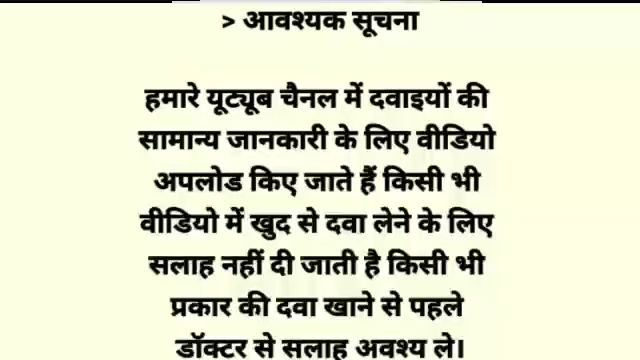 > आवश्यक सूचना
हमारे यूट्यूब चैनल में दवाइयों की
सामान्य जानकारी के लिए वीडियो
अपलोड किए जाते हैं किसी भी
वीडियो में खुद से दवा लेने के लिए
सलाह नहीं दी जाती है किसी भी
प्रकार की दवा खाने से पहले
डॉक्टर से सलाह अवश्य ले।